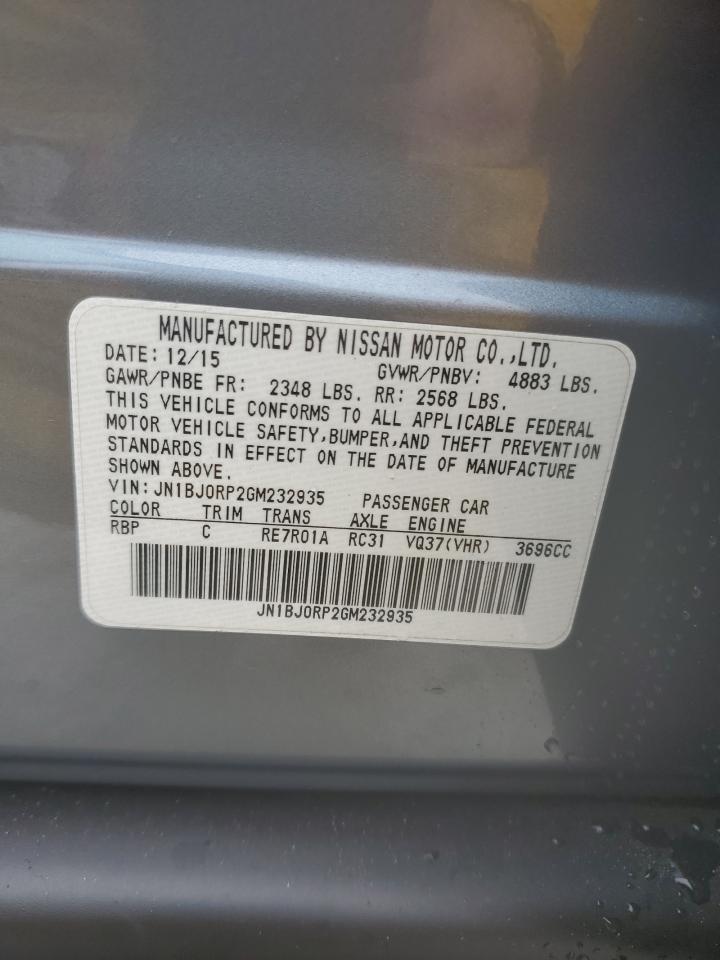 MANUFACTURED BY NISSAN MOTOR CO.,LTD.
DATE: 12/15 GVWR/PNBV: 4883 LBS.
GAWR/PNBE FR: 2348 LBS. RR: 2568 LBS.
THIS VEHICLE CONFORMS TO ALL APPLICABLE FEDERAL
MOTOR VEHICLE SAFETY,BUMPER,AND THEFT PREVENTION
STANDARDS IN EFFECT ON THE DATE OF MANUFACTURE
SHOWN ABOVE.
VIN:JN1BJ0RP2GM232935 PASSENGER CAR
COLOR TRIM TRANS AXLE ENGINE
RBP C RE7R01A RC31 VQ37(VHR) 3696CC
JN1BJ0RP2GM232935